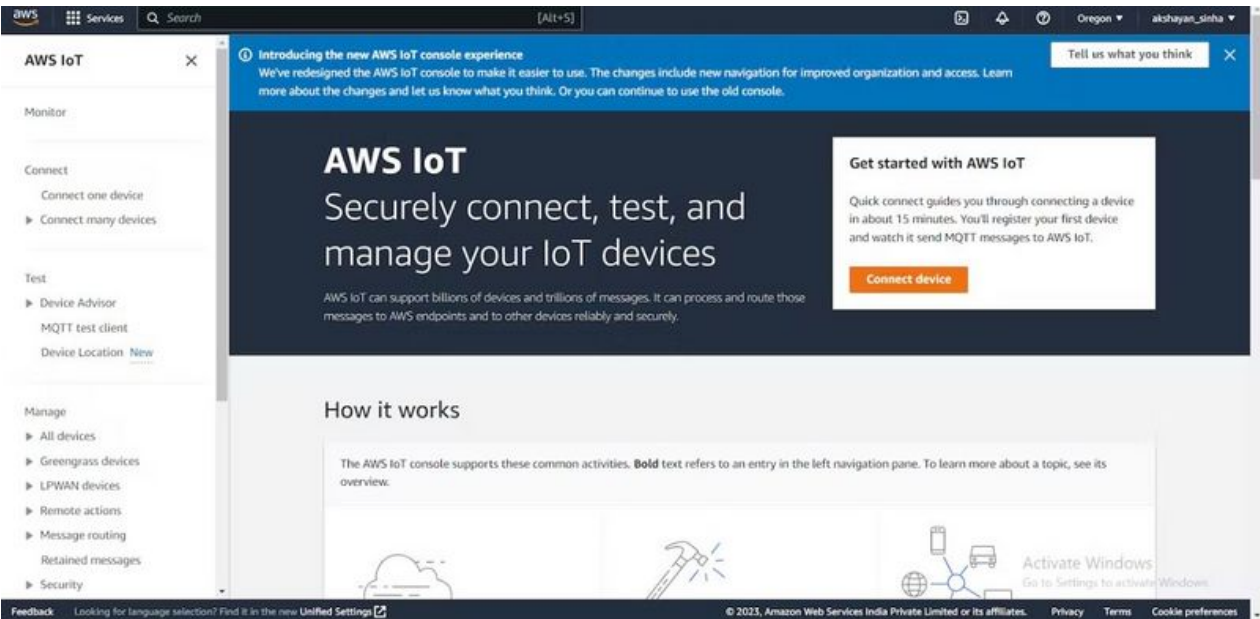 aws
Services
Search
[Alt+S]
Oregon
akshayan_sinha
AWS IoT
Monitor
Connect
Connect one device
Connect many devices
Test
Device Advisor
MQTT test client
Device Location New
Manage
All devices
Greengrass devices
LPWAN devices
Remote actions
Message routing
Retained messages
Security
Introducing the new AWS IoT console experience
We've redesigned the AWS IoT console to make it easier to use. The changes include new navigation for improved organization and access. Learn
more about the changes and let us know what you think. Or you can continue to use the old console.
Tell us what you think
AWS IoT
Securely connect, test, and
manage your IoT devices
AWS IoT can support billions of devices and trillions of messages. It can process and route those
messages to AWS endpoints and to other devices reliably and securely.
Get started with AWS IoT
Quick connect guides you through connecting a device
in about 15 minutes. You'll register your first device
and watch it send MQTT messages to AWS IoT.
Connect device
How it works
The AWS IoT console supports these common activities. Bold text refers to an entry in the left navigation pane. To learn more about a topic, see its
overview.
Activate Windows
Go to Settings to activate Windows.
Feedback
Looking for language selection? Find it in the new Unified Settings
© 2023, Amazon Web Services India Private Limited or its affiliates.
Privacy
Terms
Cookie preferences